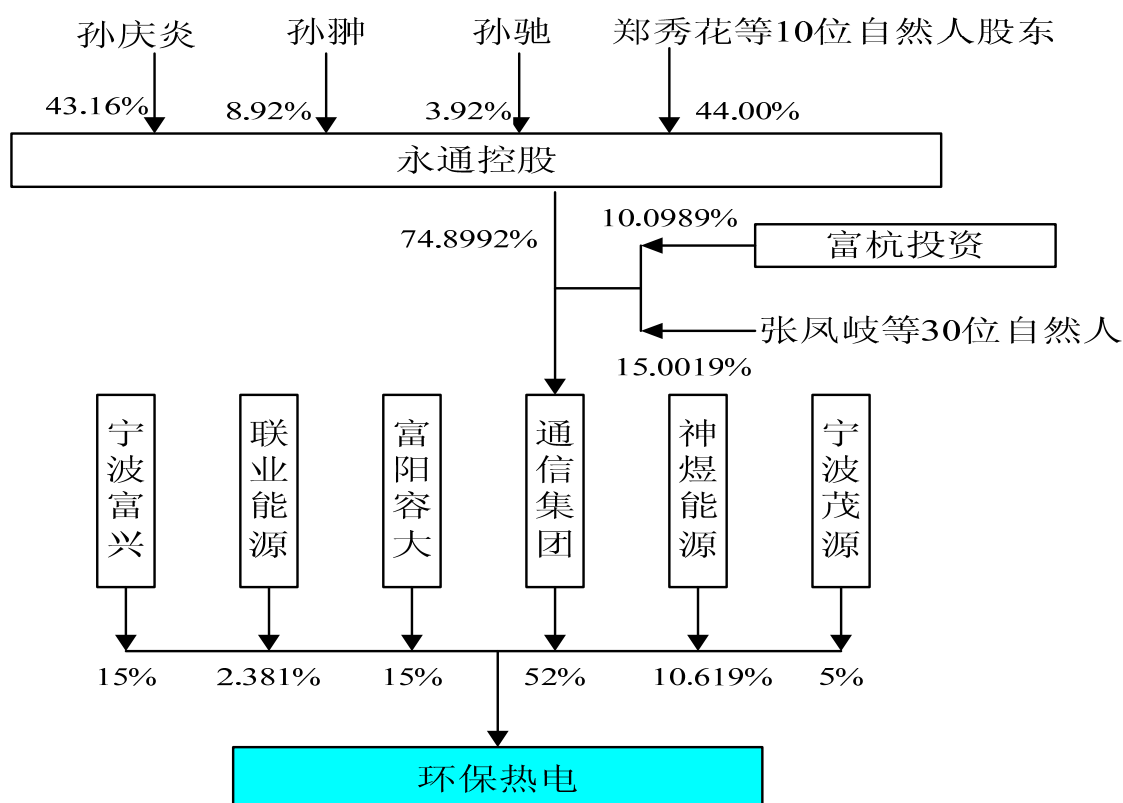 孙庆炎 孙翀 孙驰 郑秀花等10位自然人股东
43.16% 8.92% 3.92% 44.00%
永通控股
74.8992% 10.0989%
富杭投资
张凤岐等30位自然人
15.0019%
宁波富兴
联业能源
富阳容大
通信集团
神煜能源
宁波茂源
15% 2.381% 15% 52% 10.619% 5%
环保热电